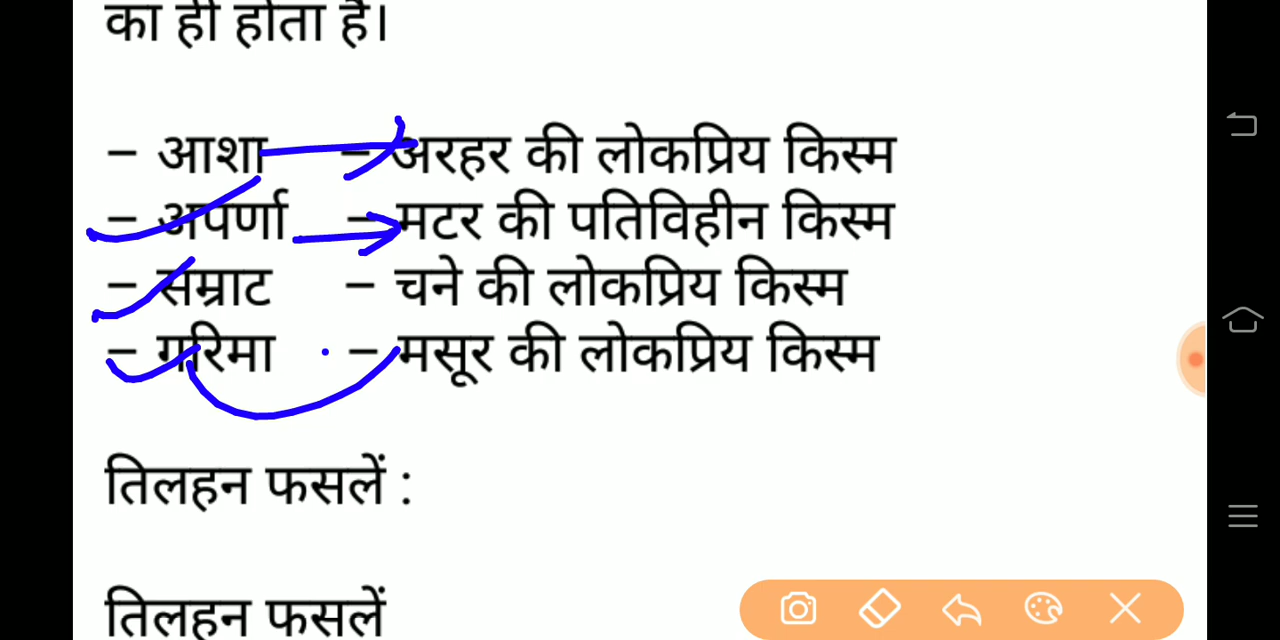 का ही होता है।
– आशा – अरहर की लोकप्रिय किस्म
– अपर्णा – मटर की पतिविहीन किस्म
– सम्राट – चने की लोकप्रिय किस्म
– गरिमा – मसूर की लोकप्रिय किस्म
तिलहन फसलें :
तिलहन फसलें